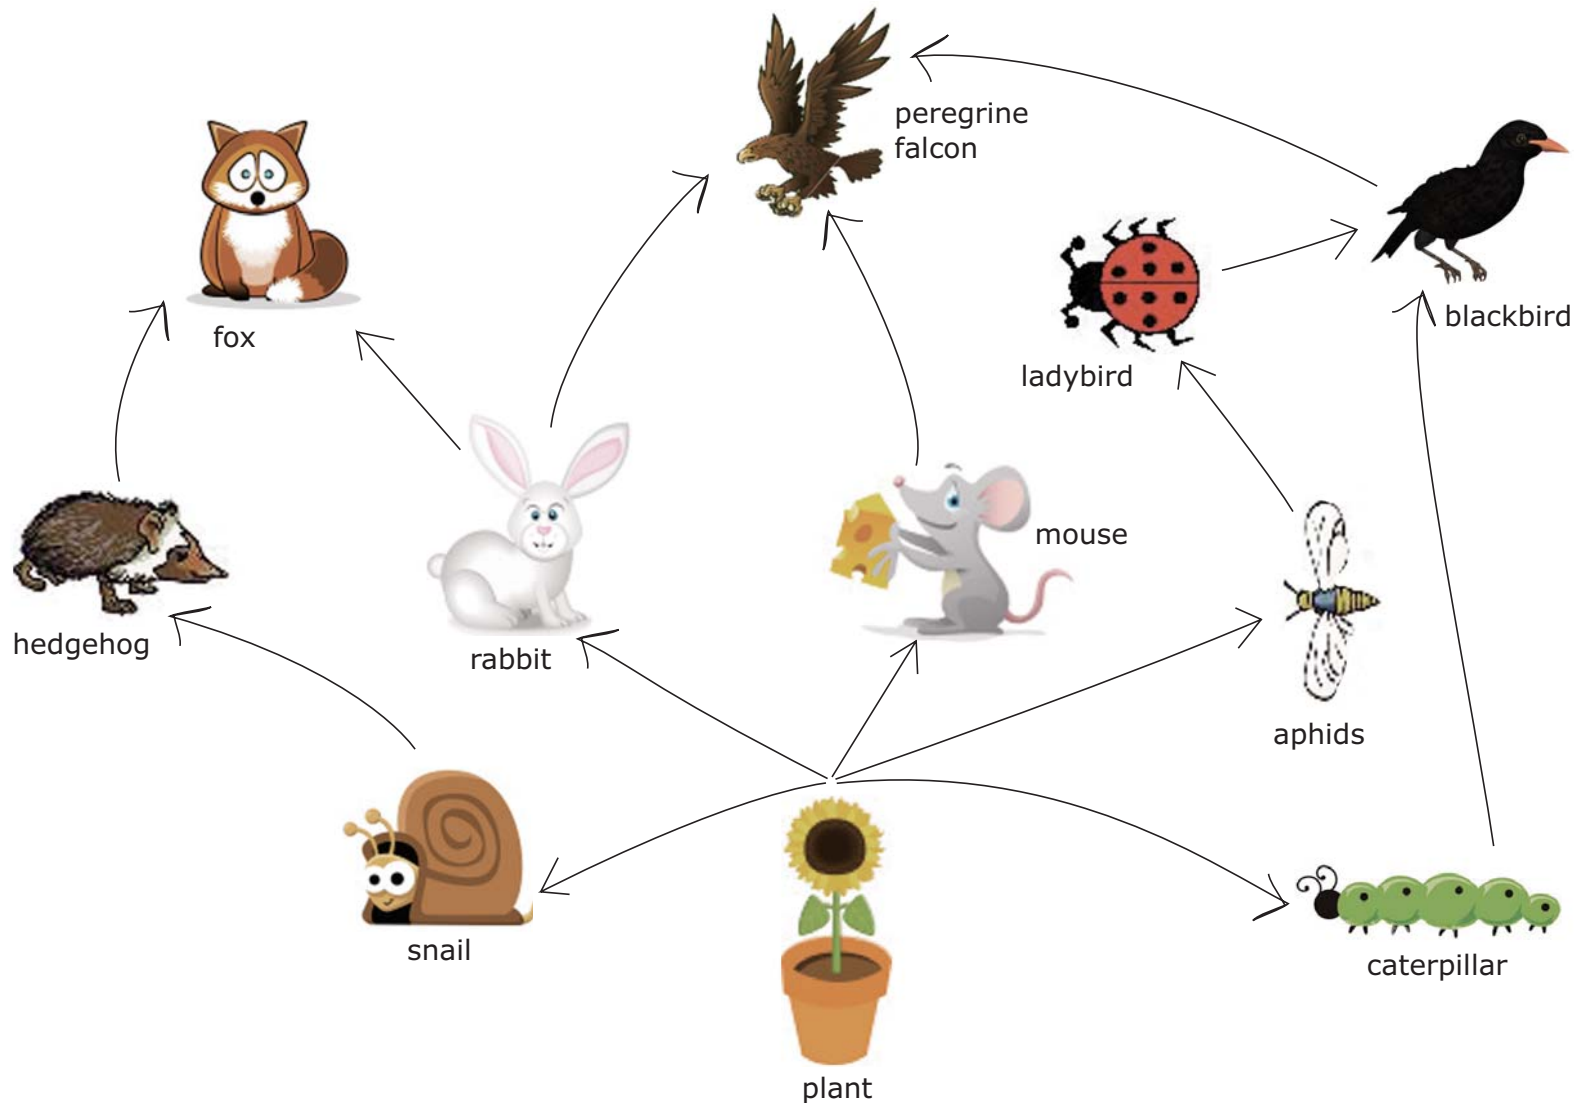 peregrine
falcon
fox
blackbird
ladybird
mouse
hedgehog
rabbit
aphids
snail
caterpillar
plant